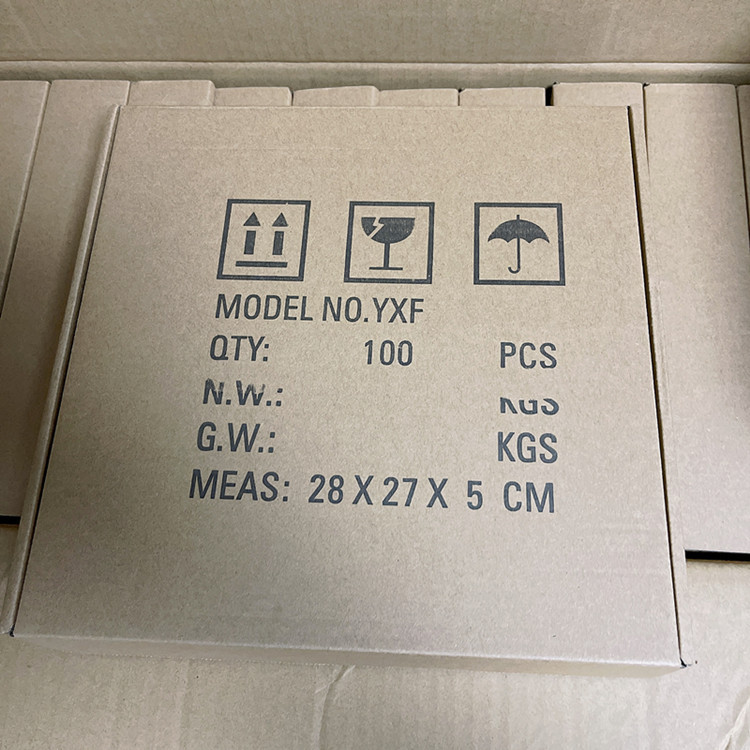 MODEL NO.YXF
QTY: 100 PCS
N.W.: KGS
G.W.: KGS
MEAS: 28 X 27 X 5 CM